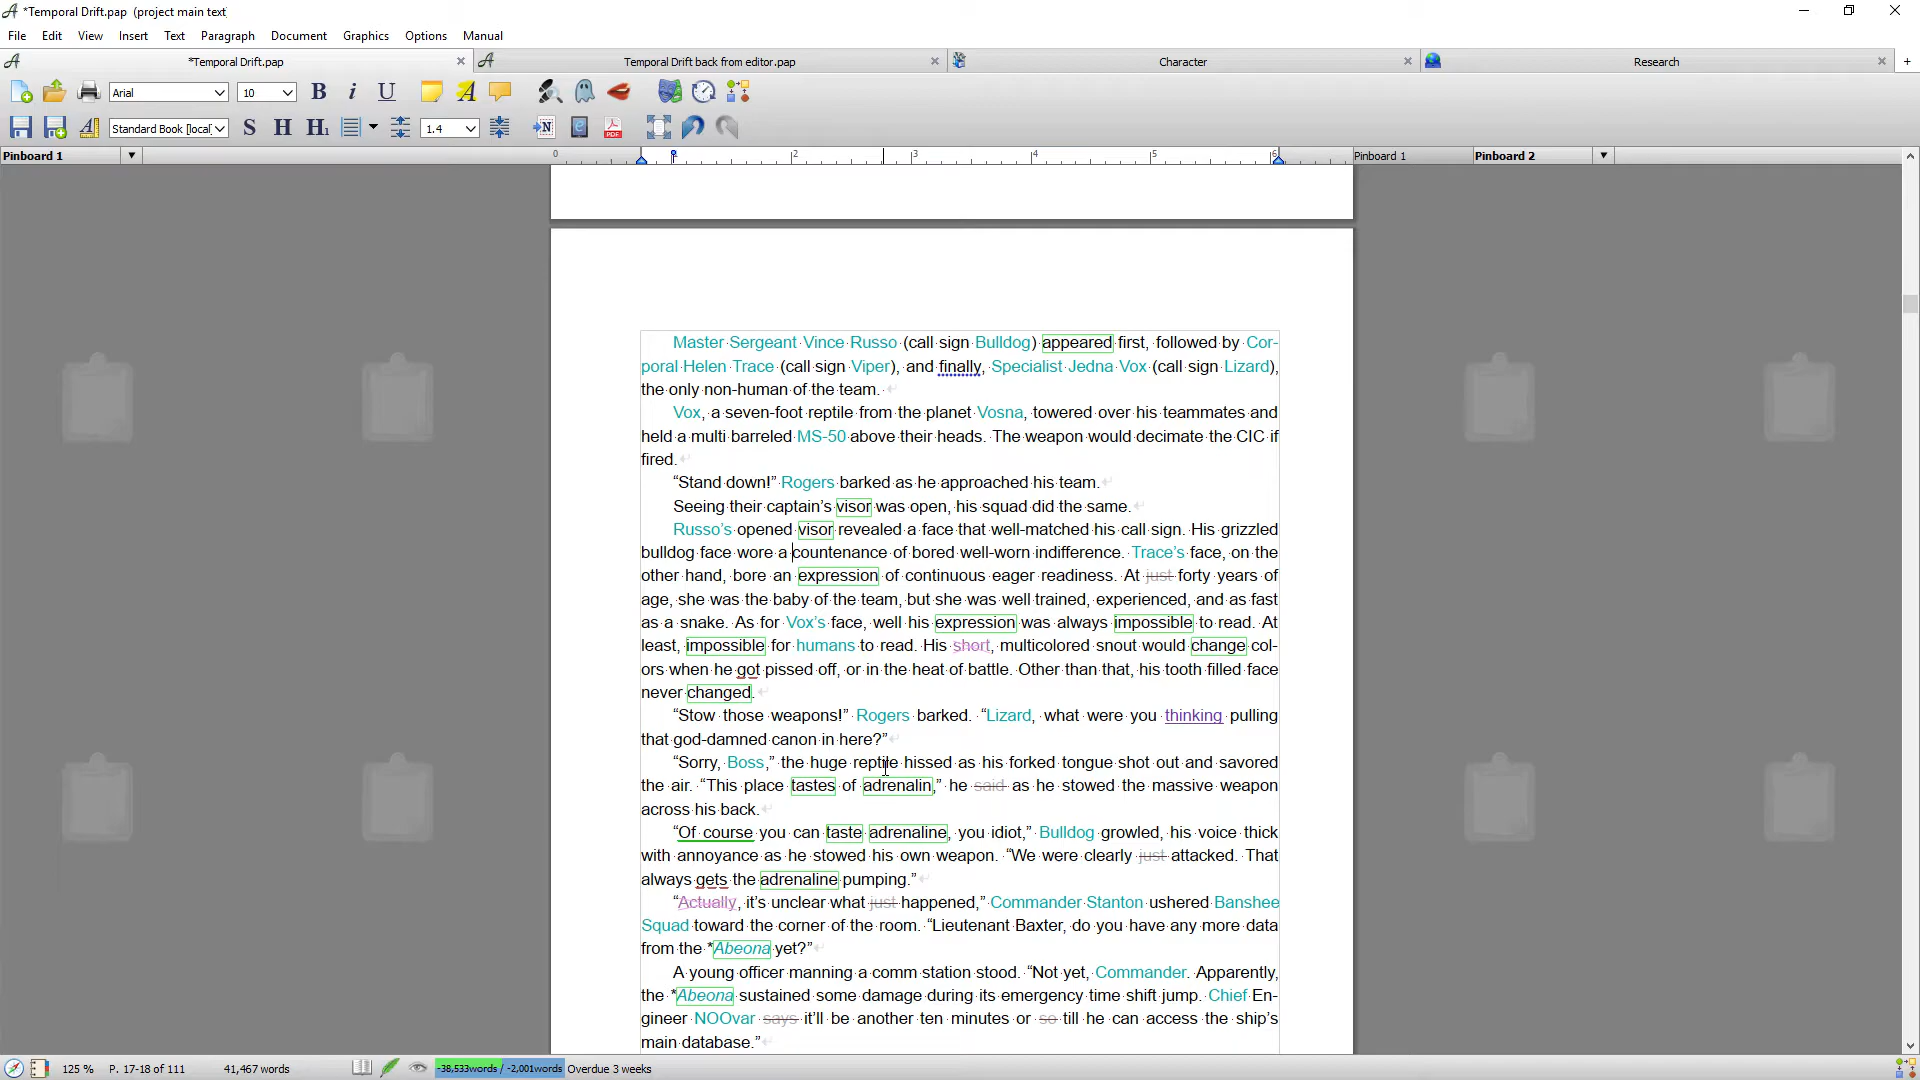 *Temporal Drift.pap  (project main text)
File Edit View Insert Text Paragraph Document Graphics Options Manual
*Temporal Drift.pap Temporal Drift back from editor.pap Character Research
Arial 10 B i U A
Standard Book [local] S H H1 1.4 N PDF
Pinboard 1 0 1 2 3 4 5 6 Pinboard 1 Pinboard 2
Master Sergeant Vince Russo (call sign Bulldog) appeared first, followed by Cor-
poral Helen Trace (call sign Viper), and finally, Specialist Jedna Vox (call sign Lizard),
the only non-human of the team.
Vox, a seven-foot reptile from the planet Vosna, towered over his teammates and
held a multi barreled MS-50 above their heads. The weapon would decimate the CIC if
fired.
“Stand down!” Rogers barked as he approached his team.
Seeing their captain’s visor was open, his squad did the same.
Russo’s opened visor revealed a face that well-matched his call sign. His grizzled
bulldog face wore a countenance of bored well-worn indifference. Trace’s face, on the
other hand, bore an expression of continuous eager readiness. At just forty years of
age, she was the baby of the team, but she was well trained, experienced, and as fast
as a snake. As for Vox’s face, well his expression was always impossible to read. At
least, impossible for humans to read. His short, multicolored snout would change col-
ors when he got pissed off, or in the heat of battle. Other than that, his tooth filled face
never changed.
“Stow those weapons!” Rogers barked. “Lizard, what were you thinking pulling
that god-damned canon in here?”
“Sorry, Boss,” the huge reptile hissed as his forked tongue shot out and savored
the air. “This place tastes of adrenalin,” he said as he stowed the massive weapon
across his back.
“Of course you can taste adrenaline, you idiot,” Bulldog growled, his voice thick
with annoyance as he stowed his own weapon. “We were clearly just attacked. That
always gets the adrenaline pumping.”
“Actually, it’s unclear what just happened,” Commander Stanton ushered Banshee
Squad toward the corner of the room. “Lieutenant Baxter, do you have any more data
from the *Abeona yet?”
A young officer manning a comm station stood. “Not yet, Commander. Apparently,
the *Abeona sustained some damage during its emergency time shift jump. Chief En-
gineer NOOvar says it’ll be another ten minutes or so till he can access the ship’s
main database.”
125 % P. 17-18 of 111 41,467 words -38,533words / -2,001words Overdue 3 weeks